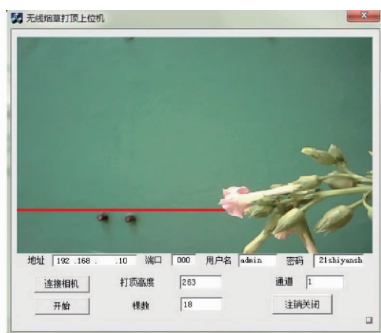 无线烟草打顶上位机
地址 192 .168 . .10 端口 000 用户名 admin 密码 21shiyansh
连接相机 打顶高度 263 通道 1
开始 棵数 18 注销关闭